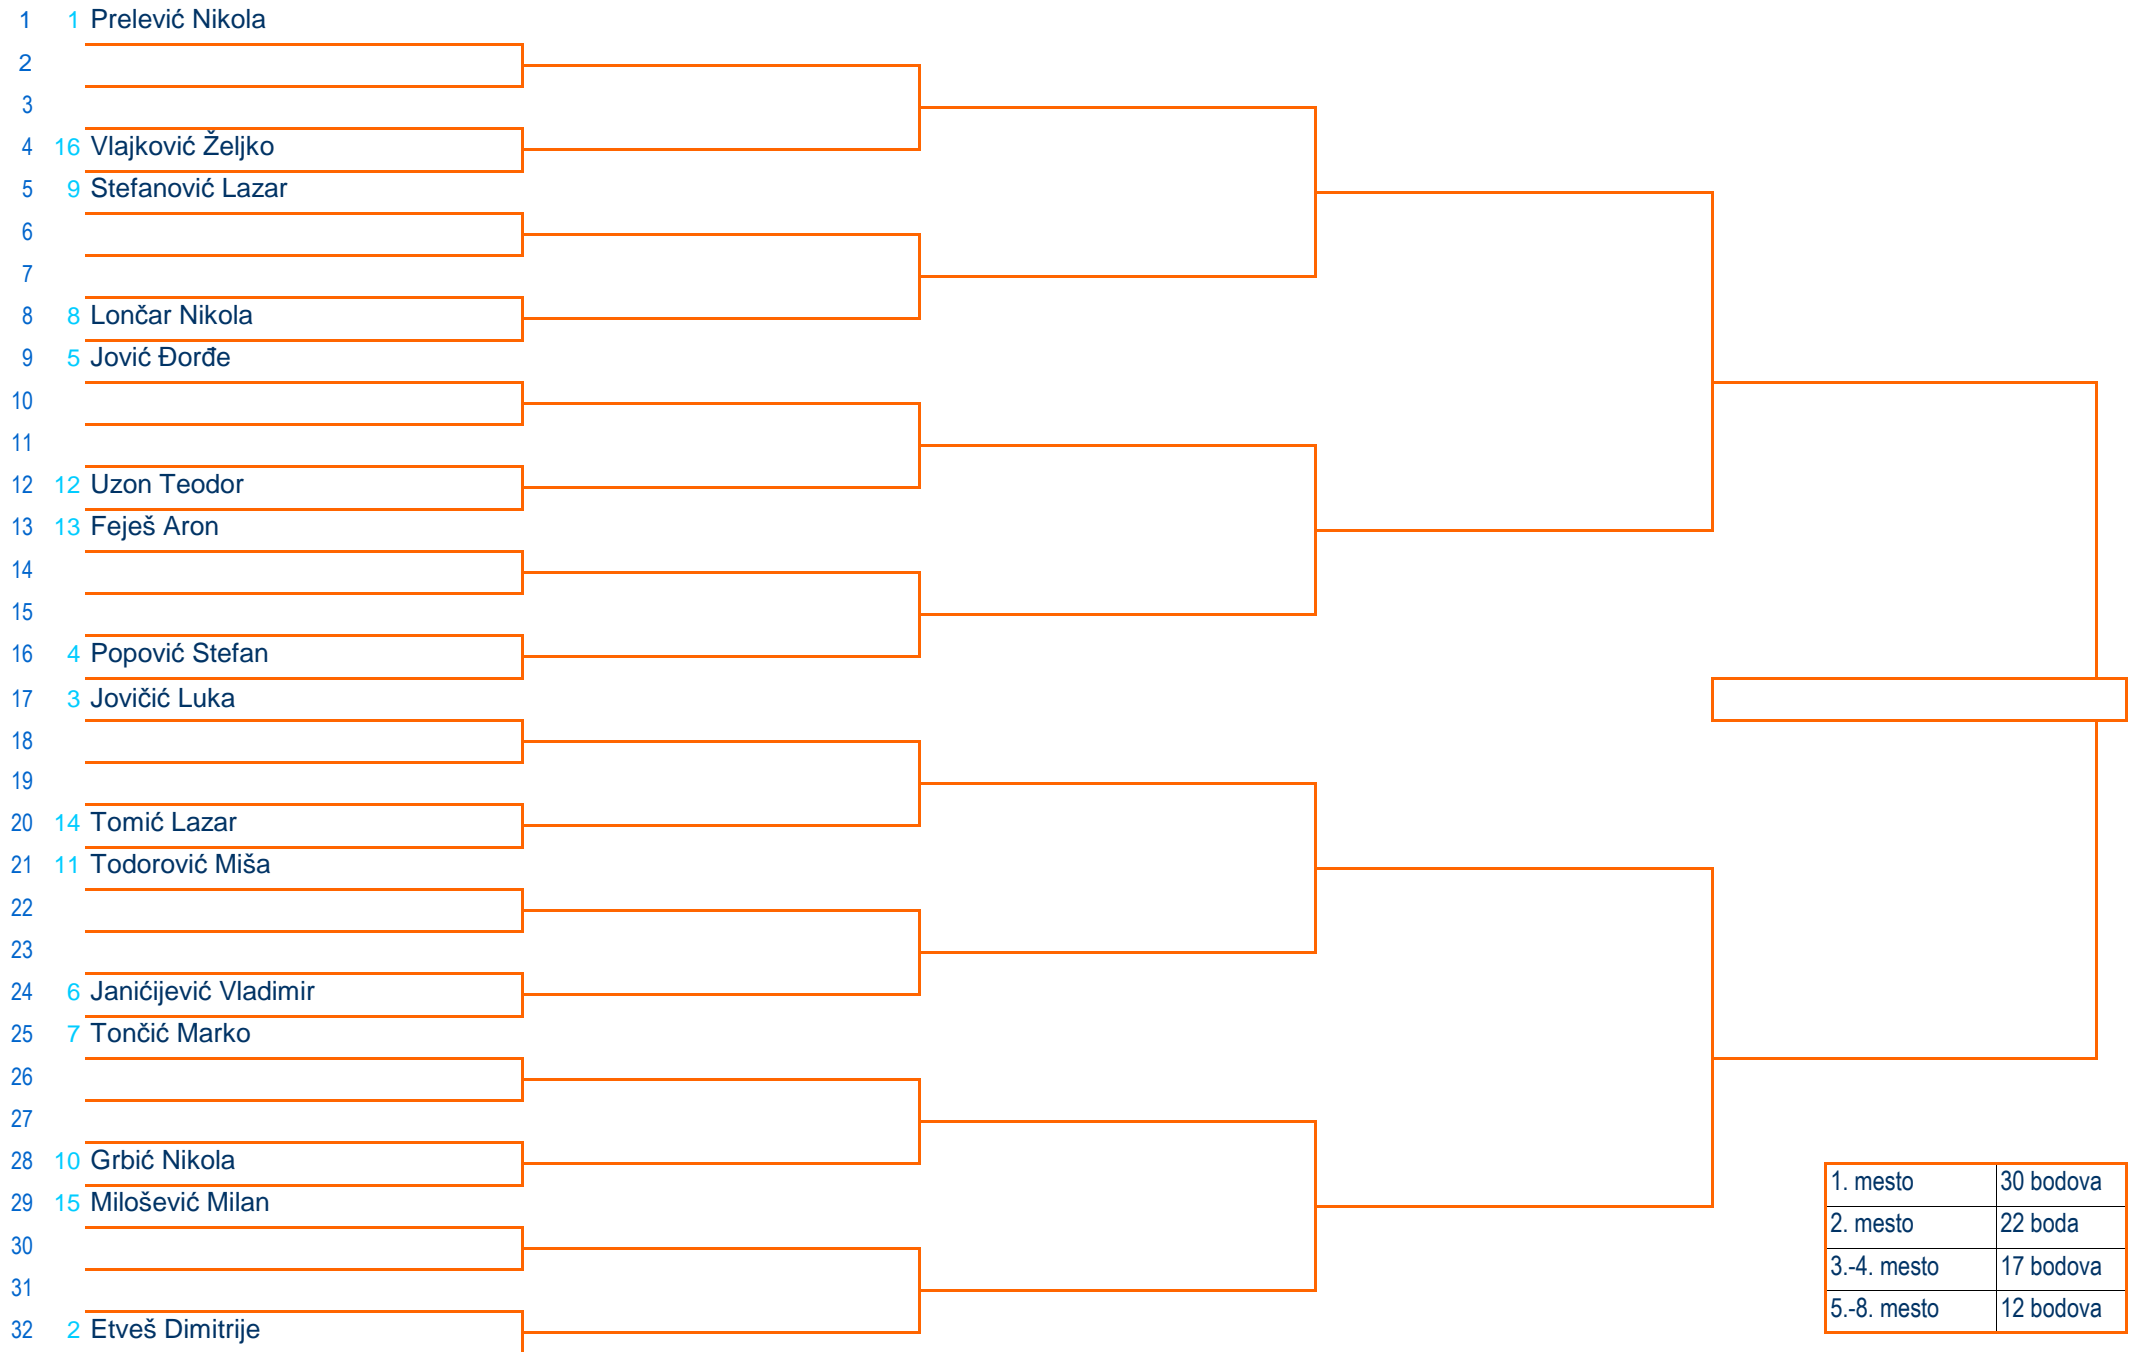 1 1 Prelević Nikola
2
3
4 16 Vlajković Željko
5 9 Stefanović Lazar
6
7
8 8 Lončar Nikola
9 5 Jović Đorđe
10
11
12 12 Uzon Teodor
13 13 Feješ Aron
14
15
16 4 Popović Stefan
17 3 Jovičić Luka
18
19
20 14 Tomić Lazar
21 11 Todorović Miša
22
23
24 6 Janićijević Vladimir
25 7 Tončić Marko
26
27
28 10 Grbić Nikola
29 15 Milošević Milan
30
31
32 2 Etveš Dimitrije
1. mesto 30 bodova
2. mesto 22 boda
3.-4. mesto 17 bodova
5.-8. mesto 12 bodova